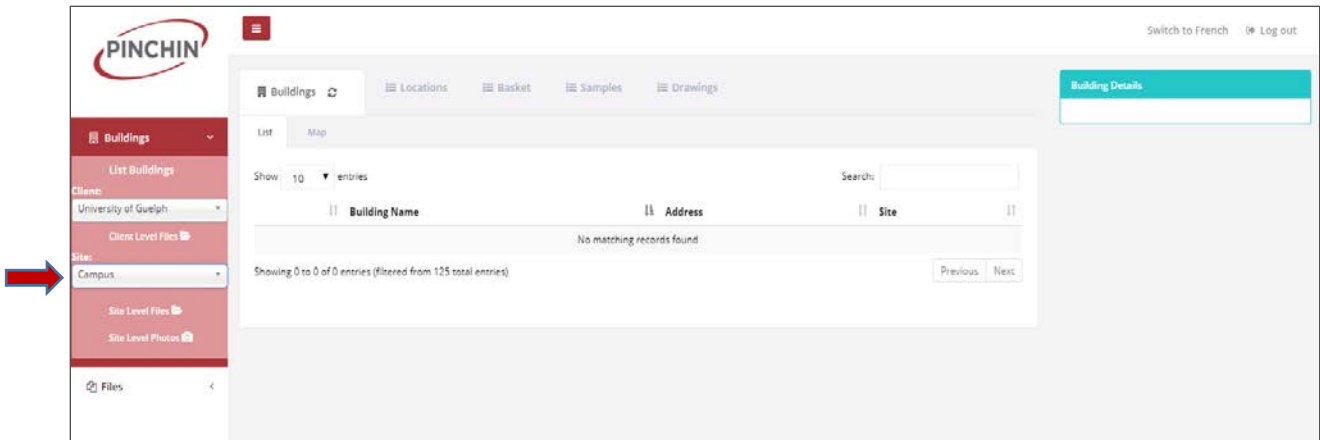 PINCHIN
Switch to French Log out
Buildings Locations Basket Samples Drawings
Building Details
Buildings
List Map
List Buildings
Show 10 entries Search:
Client:
University of Guelph
Building Name Address Site
Client Level Files
No matching records found
Site:
Campus
Showing 0 to 0 of 0 entries (filtered from 125 total entries) Previous Next
Site Level Files
Site Level Photos
Files